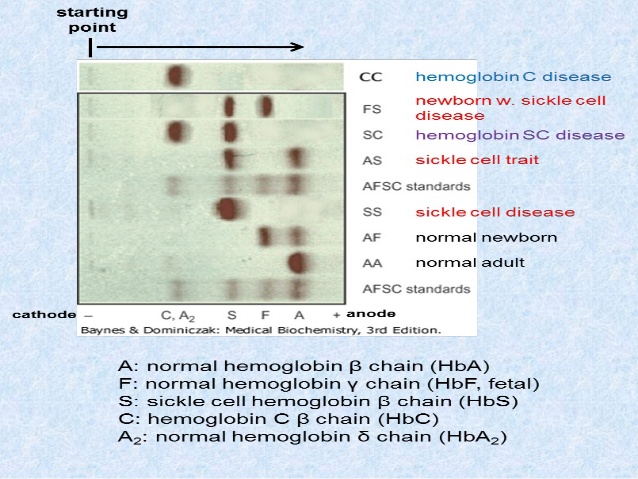 starting
point
CC hemoglobin C disease
FS newborn w. sickle cell
disease
SC hemoglobin SC disease
AS sickle cell trait
AFSC standards
SS sickle cell disease
AF normal newborn
AA normal adult
AFSC standards
cathode – C, A₂ S F A + anode
Baynes & Dominiczak: Medical Biochemistry, 3rd Edition.
A: normal hemoglobin β chain (HbA)
F: normal hemoglobin γ chain (HbF, fetal)
S: sickle cell hemoglobin β chain (HbS)
C: hemoglobin C β chain (HbC)
A₂: normal hemoglobin δ chain (HbA₂)